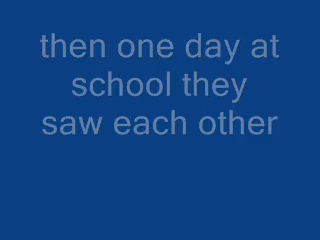 then one day at
school they
saw each other